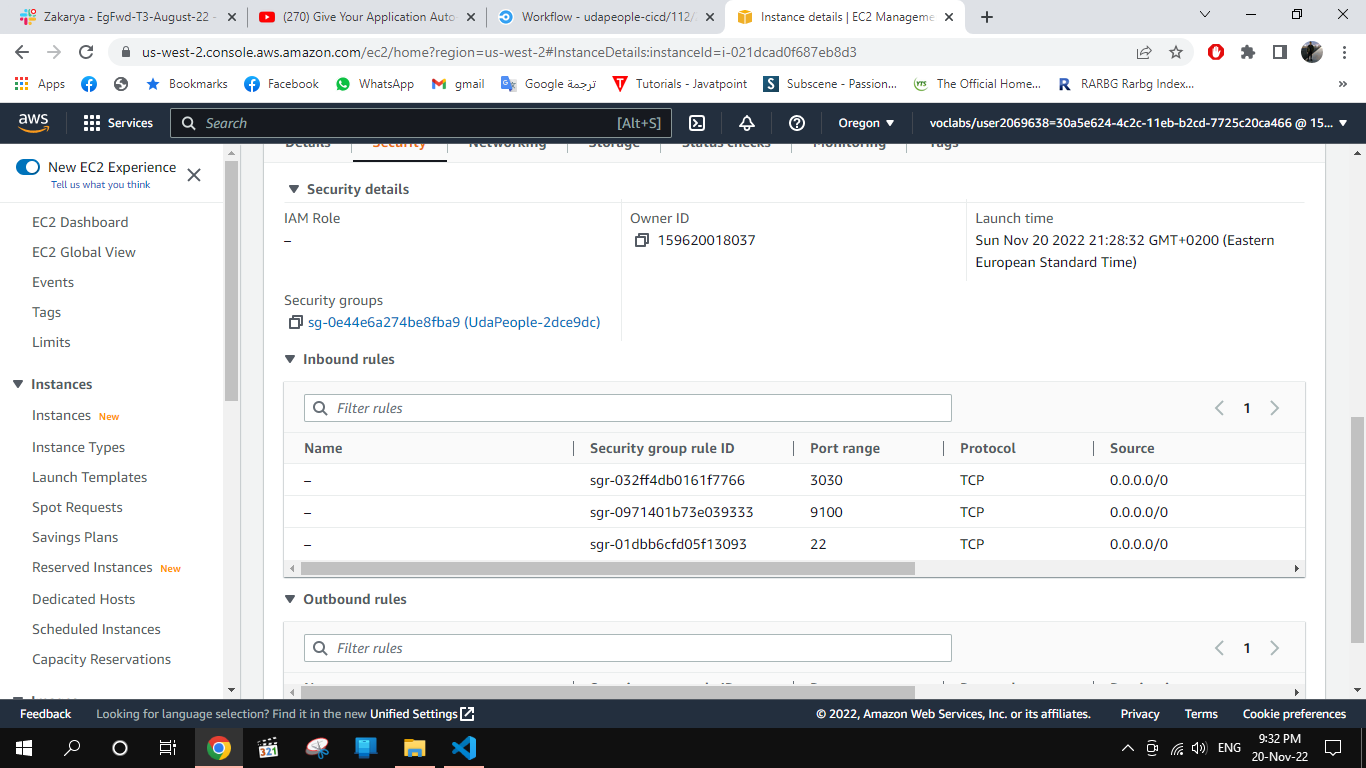 Zakarya - EgFwd-T3-August-22 -
(270) Give Your Application Auto
Workflow - udapeople-cicd/112/
Instance details | EC2 Manageme
us-west-2.console.aws.amazon.com/ec2/home?region=us-west-2#InstanceDetails:instanceId=i-021dcad0f687eb8d3
Apps Bookmarks Facebook WhatsApp gmail Google ترجمة Tutorials - Javatpoint Subscene - Passion... The Official Home... RARBG Rarbg Index... »
aws Services Search [Alt+S] Oregon voclabs/user2069638=30a5e624-4c2c-11eb-b2cd-7725c20ca466 @ 15...
New EC2 Experience
Tell us what you think
EC2 Dashboard
EC2 Global View
Events
Tags
Limits
Instances
Instances New
Instance Types
Launch Templates
Spot Requests
Savings Plans
Reserved Instances New
Dedicated Hosts
Scheduled Instances
Capacity Reservations
Details Security Networking Storage Status checks Monitoring Tags
Security details
IAM Role
–
Owner ID
159620018037
Launch time
Sun Nov 20 2022 21:28:32 GMT+0200 (Eastern
European Standard Time)
Security groups
sg-0e44e6a274be8fba9 (UdaPeople-2dce9dc)
Inbound rules
Filter rules
1
Name Security group rule ID Port range Protocol Source
– sgr-032ff4db0161f7766 3030 TCP 0.0.0.0/0
– sgr-0971401b73e039333 9100 TCP 0.0.0.0/0
– sgr-01dbb6cfd05f13093 22 TCP 0.0.0.0/0
Outbound rules
Filter rules
1
Feedback Looking for language selection? Find it in the new Unified Settings © 2022, Amazon Web Services, Inc. or its affiliates. Privacy Terms Cookie preferences
321
ENG
9:32 PM
20-Nov-22